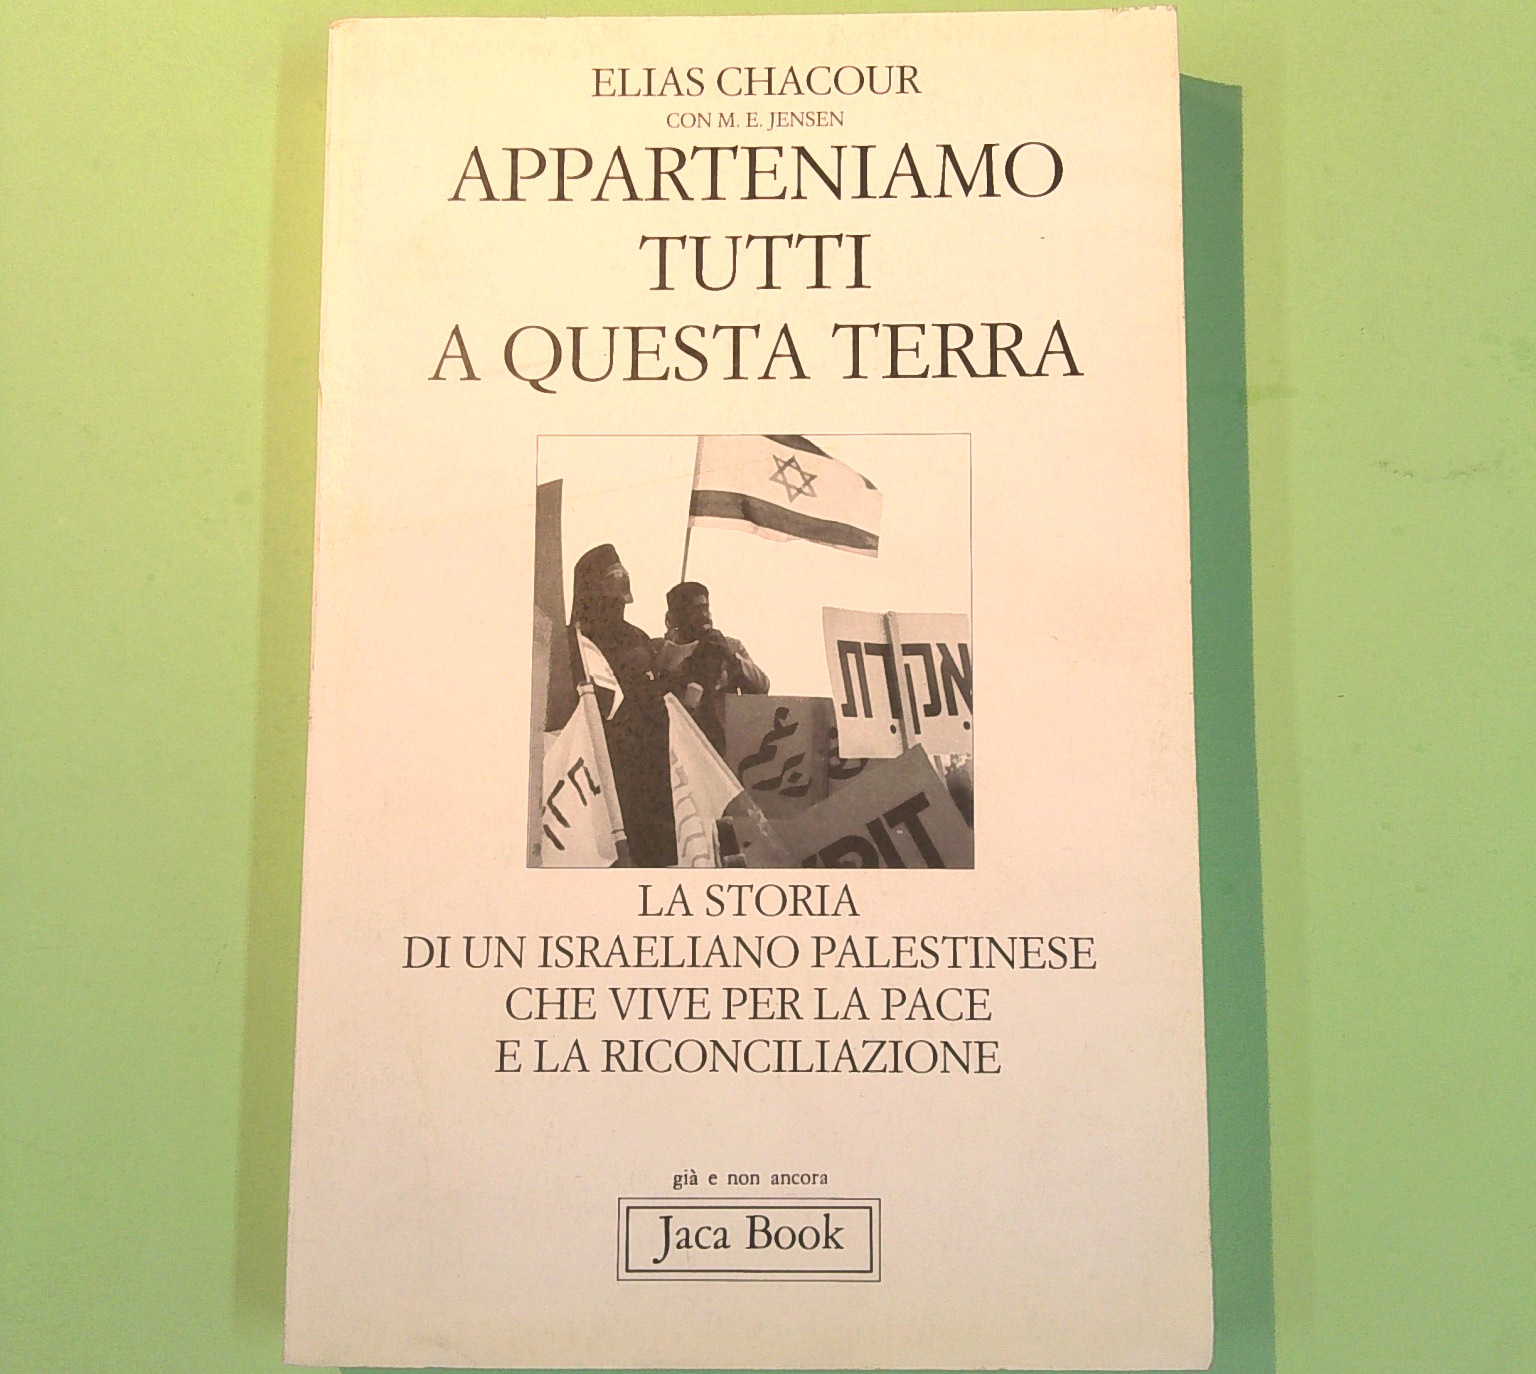 ELIAS CHACOUR
CON M. E. JENSEN
APPARTENIAMO
TUTTI
A QUESTA TERRA
LA STORIA
DI UN ISRAELIANO PALESTINESE
CHE VIVE PER LA PACE
E LA RICONCILIAZIONE
già e non ancora
Jaca Book